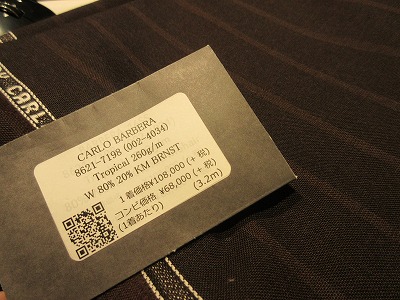 CARL
CARLO BARBERA
8621-7198 (002-4034)
Tropical 260g/m
W 80% 20% KM BRNST
1着価格¥108,000 (+ 税)
コンビ価格 ¥68,000 (+ 税)
(1着あたり) (3.2m)